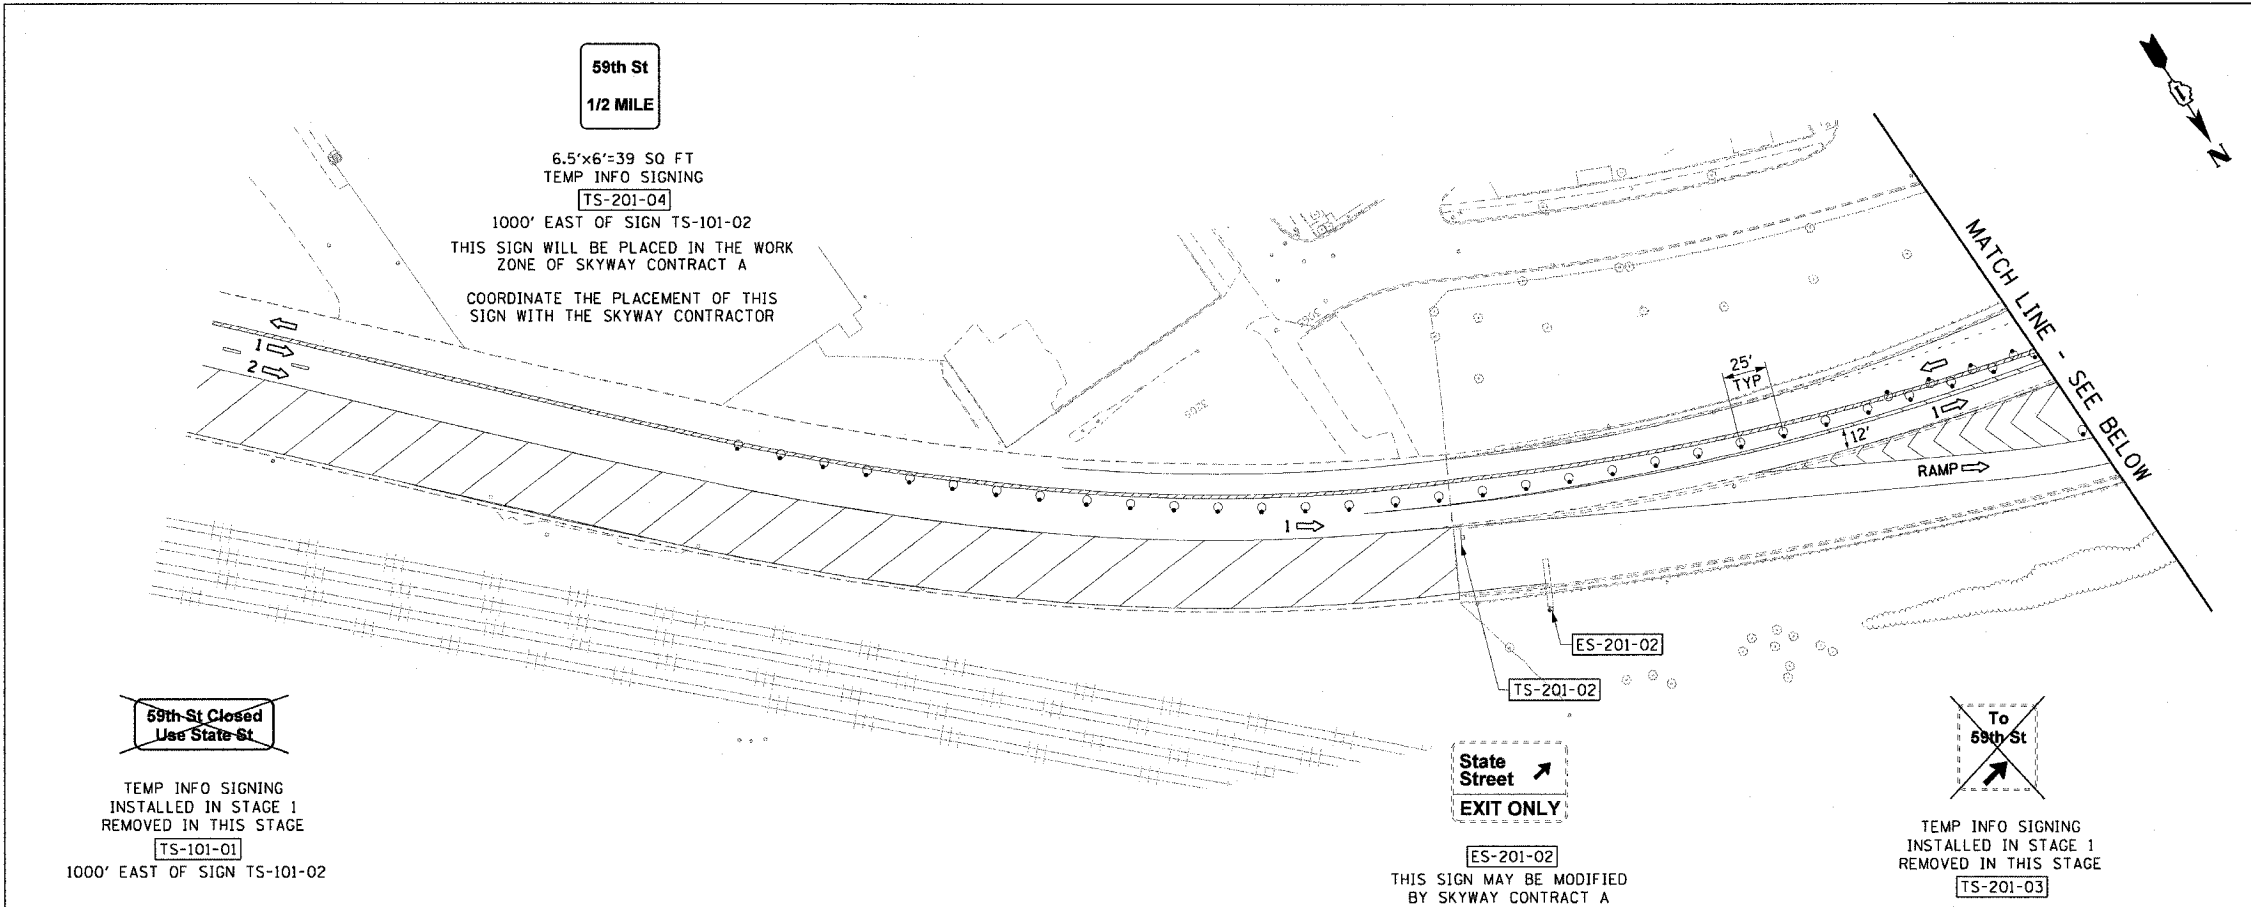 59th St
1/2 MILE
6.5'x6'=39 SQ FT
TEMP INFO SIGNING
TS-201-04
1000' EAST OF SIGN TS-101-02
THIS SIGN WILL BE PLACED IN THE WORK
ZONE OF SKYWAY CONTRACT A
COORDINATE THE PLACEMENT OF THIS
SIGN WITH THE SKYWAY CONTRACTOR
N
MATCH LINE - SEE BELOW
1
2
25'
TYP
1
12'
RAMP
1
ES-201-02
TS-201-02
59th St Closed
Use State St
TEMP INFO SIGNING
INSTALLED IN STAGE 1
REMOVED IN THIS STAGE
TS-101-01
1000' EAST OF SIGN TS-101-02
State
Street
EXIT ONLY
ES-201-02
THIS SIGN MAY BE MODIFIED
BY SKYWAY CONTRACT A
To
59th St
TEMP INFO SIGNING
INSTALLED IN STAGE 1
REMOVED IN THIS STAGE
TS-201-03